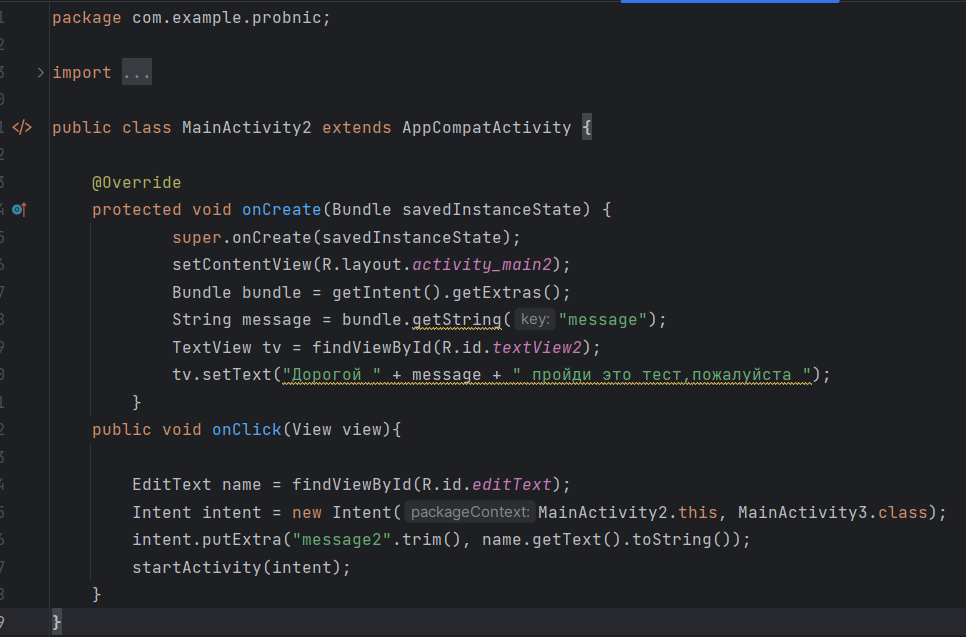 package com.example.probnic;
import ...
public class MainActivity2 extends AppCompatActivity {
@Override
protected void onCreate(Bundle savedInstanceState) {
super.onCreate(savedInstanceState);
setContentView(R.layout.activity_main2);
Bundle bundle = getIntent().getExtras();
String message = bundle.getString( key: "message");
TextView tv = findViewById(R.id.textView2);
tv.setText("Дорогой " + message + " пройди это тест,пожалуйста ");
}
public void onClick(View view){
EditText name = findViewById(R.id.editText);
Intent intent = new Intent( packageContext: MainActivity2.this, MainActivity3.class);
intent.putExtra("message2".trim(), name.getText().toString());
startActivity(intent);
}
}